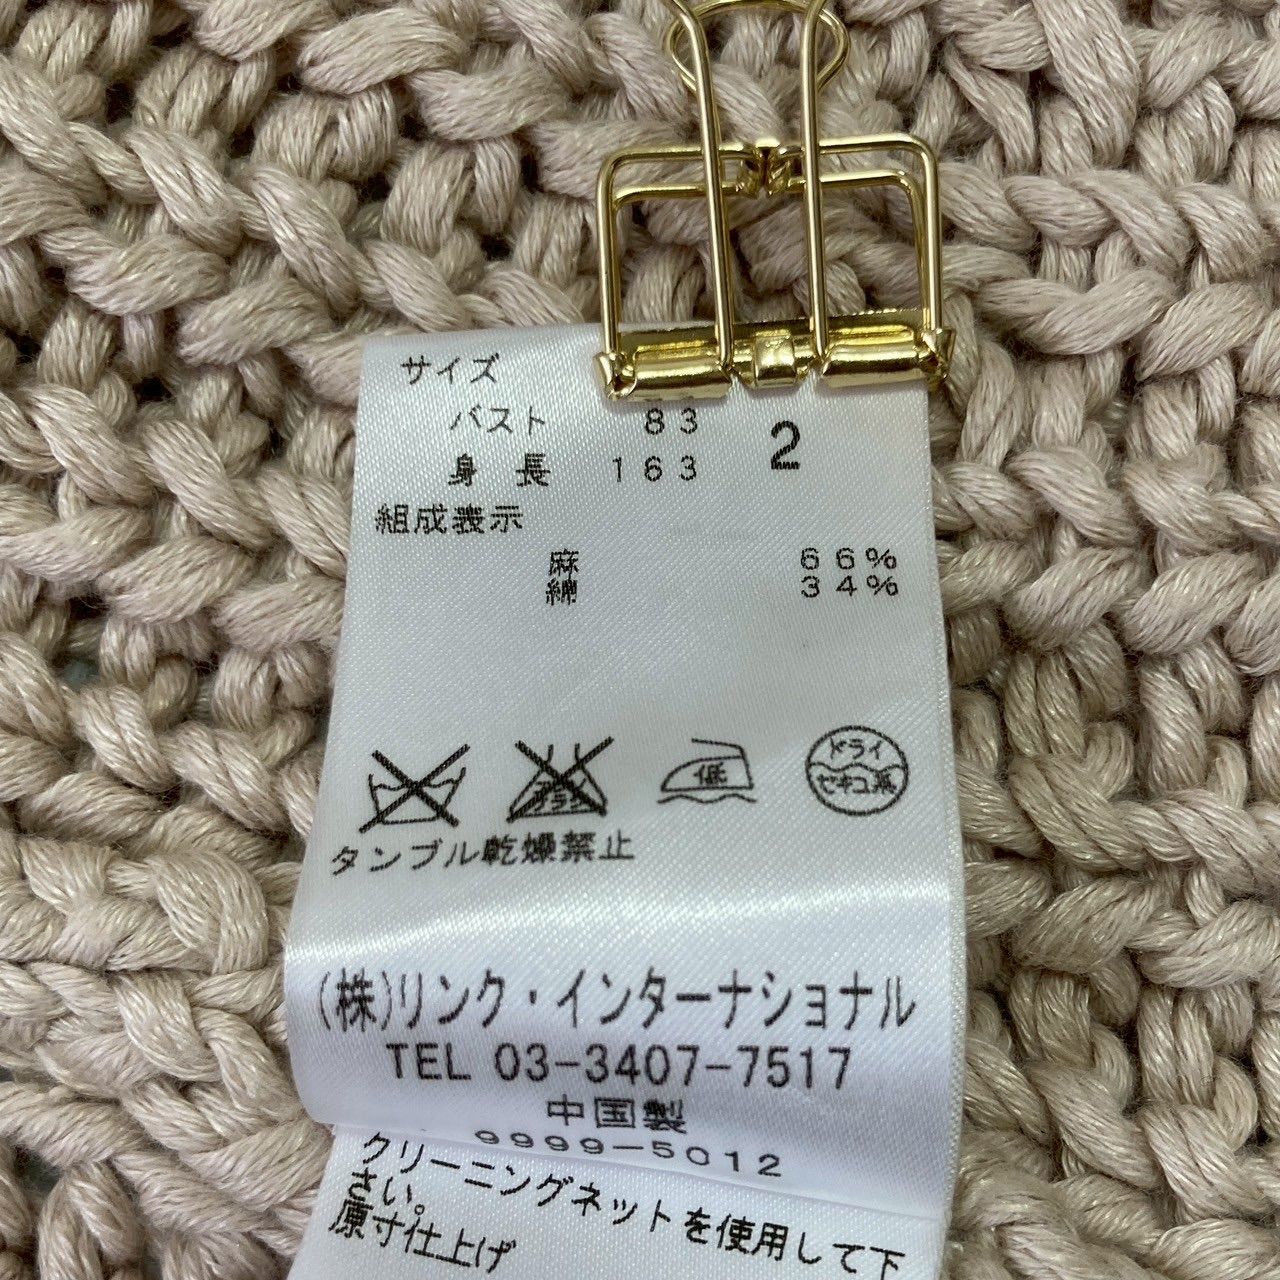 サイズ
バスト 83 2
身長 163
組成表示
麻 66%
綿 34%
低
ドライ
セキユ系
タンブル乾燥禁止
(株)リンク・インターナショナル
TEL 03-3407-7517
中国製
9999-5012
クリーニングネットを使用して下
さい。
原寸仕上げ